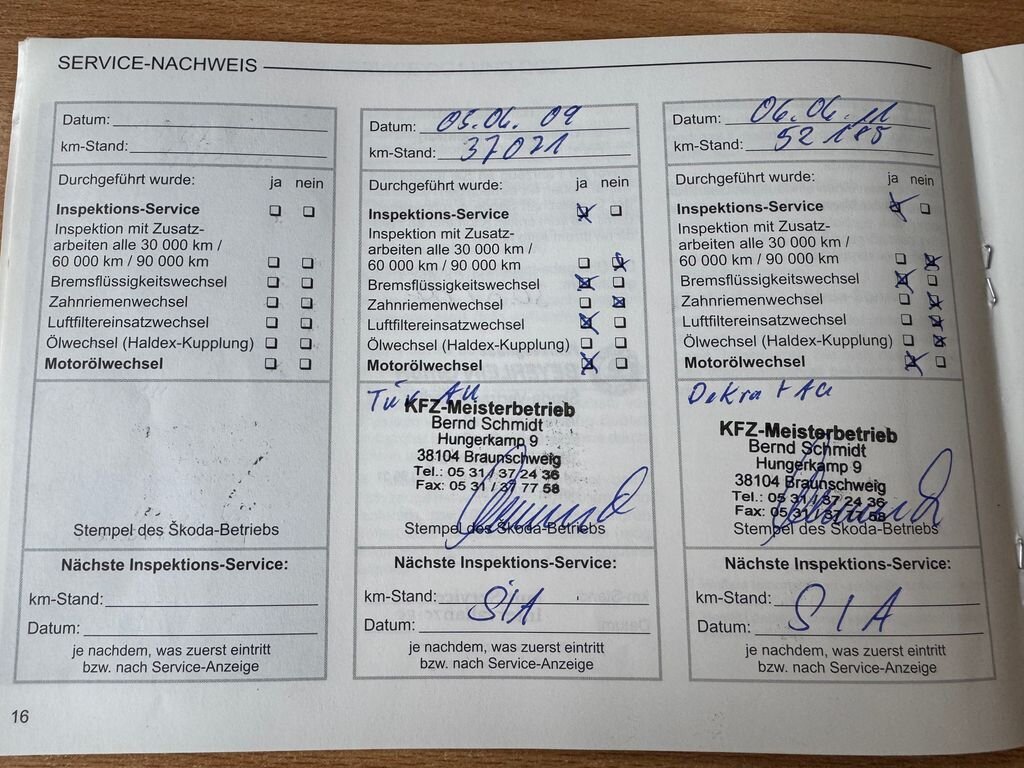 SERVICE-NACHWEIS
Datum:
km-Stand:
Durchgeführt wurde: ja nein
Inspektions-Service
Inspektion mit Zusatz-
arbeiten alle 30 000 km /
60 000 km / 90 000 km
Bremsflüssigkeitswechsel
Zahnriemenwechsel
Luftfiltereinsatzwechsel
Ölwechsel (Haldex-Kupplung)
Motorölwechsel
Stempel des Škoda-Betriebs
Nächste Inspektions-Service:
km-Stand:
Datum:
je nachdem, was zuerst eintritt
bzw. nach Service-Anzeige
Datum: 05.06.09
km-Stand: 37021
Durchgeführt wurde: ja nein
Inspektions-Service
Inspektion mit Zusatz-
arbeiten alle 30 000 km /
60 000 km / 90 000 km
Bremsflüssigkeitswechsel
Zahnriemenwechsel
Luftfiltereinsatzwechsel
Ölwechsel (Haldex-Kupplung)
Motorölwechsel
Tüv AU
KFZ-Meisterbetrieb
Bernd Schmidt
Hungerkamp 9
38104 Braunschweig
Tel.: 05 31 / 37 24 36
Fax: 05 31 / 37 77 58
Stempel des Škoda-Betriebs
Nächste Inspektions-Service:
km-Stand:
SIA
Datum:
je nachdem, was zuerst eintritt
bzw. nach Service-Anzeige
Datum: 06.06.11
km-Stand: 52185
Durchgeführt wurde: ja nein
Inspektions-Service
Inspektion mit Zusatz-
arbeiten alle 30 000 km /
60 000 km / 90 000 km
Bremsflüssigkeitswechsel
Zahnriemenwechsel
Luftfiltereinsatzwechsel
Ölwechsel (Haldex-Kupplung)
Motorölwechsel
Dekra + AU
KFZ-Meisterbetrieb
Bernd Schmidt
Hungerkamp 9
38104 Braunschweig
Tel.: 05 31 / 37 24 36
Fax: 05 31 / 37 77 58
Stempel des Škoda-Betriebs
Nächste Inspektions-Service:
km-Stand:
SIA
Datum:
je nachdem, was zuerst eintritt
bzw. nach Service-Anzeige
16